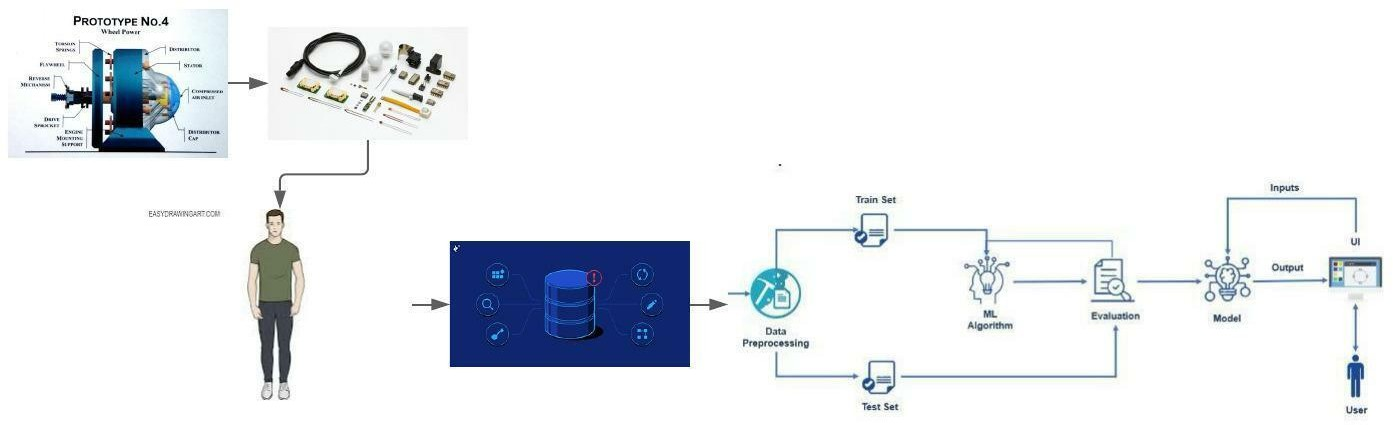 PROTOTYPE NO.4
Wheel Power
TORSION
SPRINGS
DISTRIBUTOR
FLYWHEEL
STATOR
REVERSE
MECHANISM
COMPRESSED
AIR INLET
DRIVE
SPROCKET
ENGINE
MOUNTING
SUPPORT
DISTRIBUTOR
CAP
EASYDRAWINGART.COM
Train Set
Inputs
UI
Output
Data
Preprocessing
ML
Algorithm
Evaluation
Model
Test Set
User